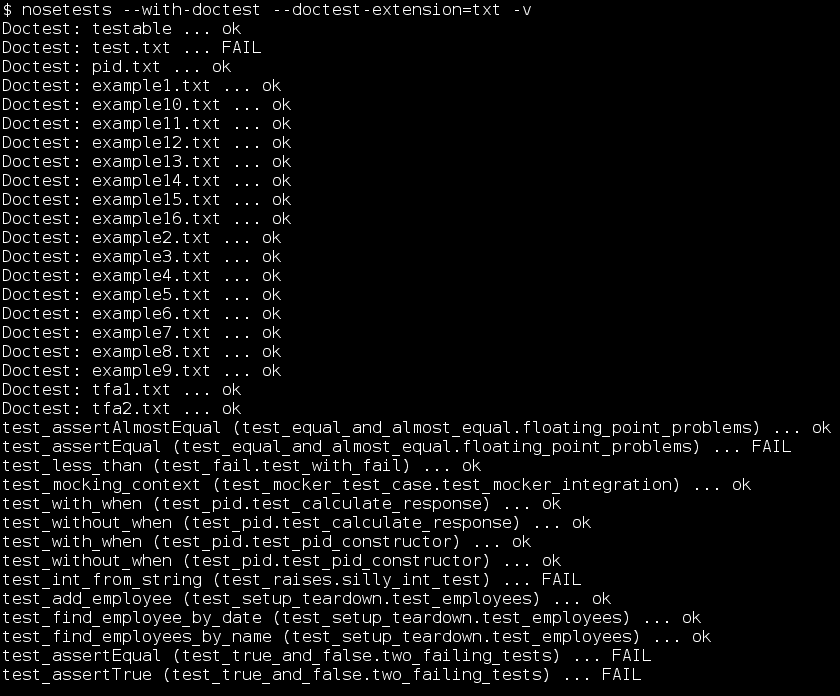 $ nosetests --with-doctest --doctest-extension=txt -v
Doctest: testable ... ok
Doctest: test.txt ... FAIL
Doctest: pid.txt ... ok
Doctest: example1.txt ... ok
Doctest: example10.txt ... ok
Doctest: example11.txt ... ok
Doctest: example12.txt ... ok
Doctest: example13.txt ... ok
Doctest: example14.txt ... ok
Doctest: example15.txt ... ok
Doctest: example16.txt ... ok
Doctest: example2.txt ... ok
Doctest: example3.txt ... ok
Doctest: example4.txt ... ok
Doctest: example5.txt ... ok
Doctest: example6.txt ... ok
Doctest: example7.txt ... ok
Doctest: example8.txt ... ok
Doctest: example9.txt ... ok
Doctest: tfa1.txt ... ok
Doctest: tfa2.txt ... ok
test_assertAlmostEqual (test_equal_and_almost_equal.floating_point_problems) ... ok
test_assertEqual (test_equal_and_almost_equal.floating_point_problems) ... FAIL
test_less_than (test_fail.test_with_fail) ... ok
test_mocking_context (test_mocker_test_case.test_mocker_integration) ... ok
test_with_when (test_pid.test_calculate_response) ... ok
test_without_when (test_pid.test_calculate_response) ... ok
test_with_when (test_pid.test_pid_constructor) ... ok
test_without_when (test_pid.test_pid_constructor) ... ok
test_int_from_string (test_raises.silly_int_test) ... FAIL
test_add_employee (test_setup_teardown.test_employees) ... ok
test_find_employee_by_date (test_setup_teardown.test_employees) ... ok
test_find_employees_by_name (test_setup_teardown.test_employees) ... ok
test_assertEqual (test_true_and_false.two_failing_tests) ... FAIL
test_assertTrue (test_true_and_false.two_failing_tests) ... FAIL